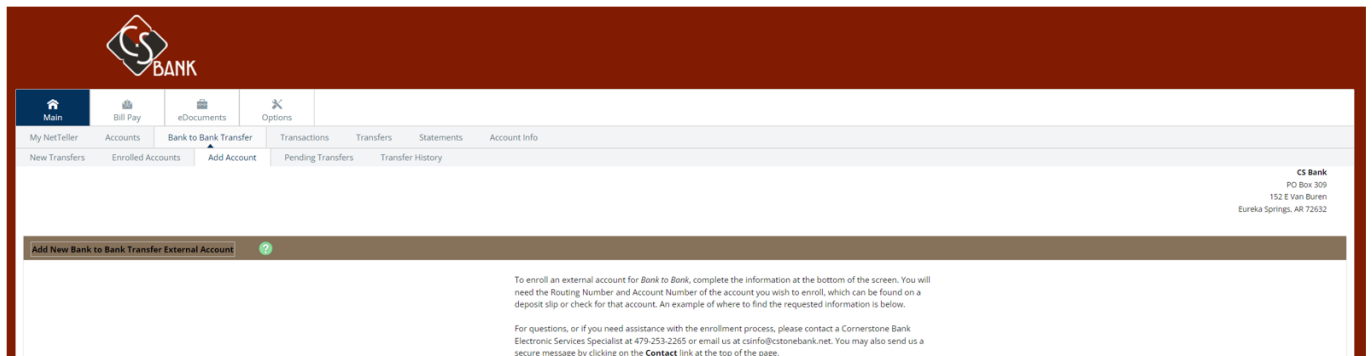 CS
BANK
Main
Bill Pay
eDocuments
Options
My NetTeller
Accounts
Bank to Bank Transfer
Transactions
Transfers
Statements
Account Info
New Transfers
Enrolled Accounts
Add Account
Pending Transfers
Transfer History
CS Bank
PO Box 309
152 E Van Buren
Eureka Springs, AR 72632
Add New Bank to Bank Transfer External Account
?
To enroll an external account for Bank to Bank, complete the information at the bottom of the screen. You will
need the Routing Number and Account Number of the account you wish to enroll, which can be found on a
deposit slip or check for that account. An example of where to find the requested information is below.
For questions, or if you need assistance with the enrollment process, please contact a Cornerstone Bank
Electronic Services Specialist at 479-253-2265 or email us at csinfo@cstonebank.net. You may also send us a
secure message by clicking on the Contact link at the top of the page.